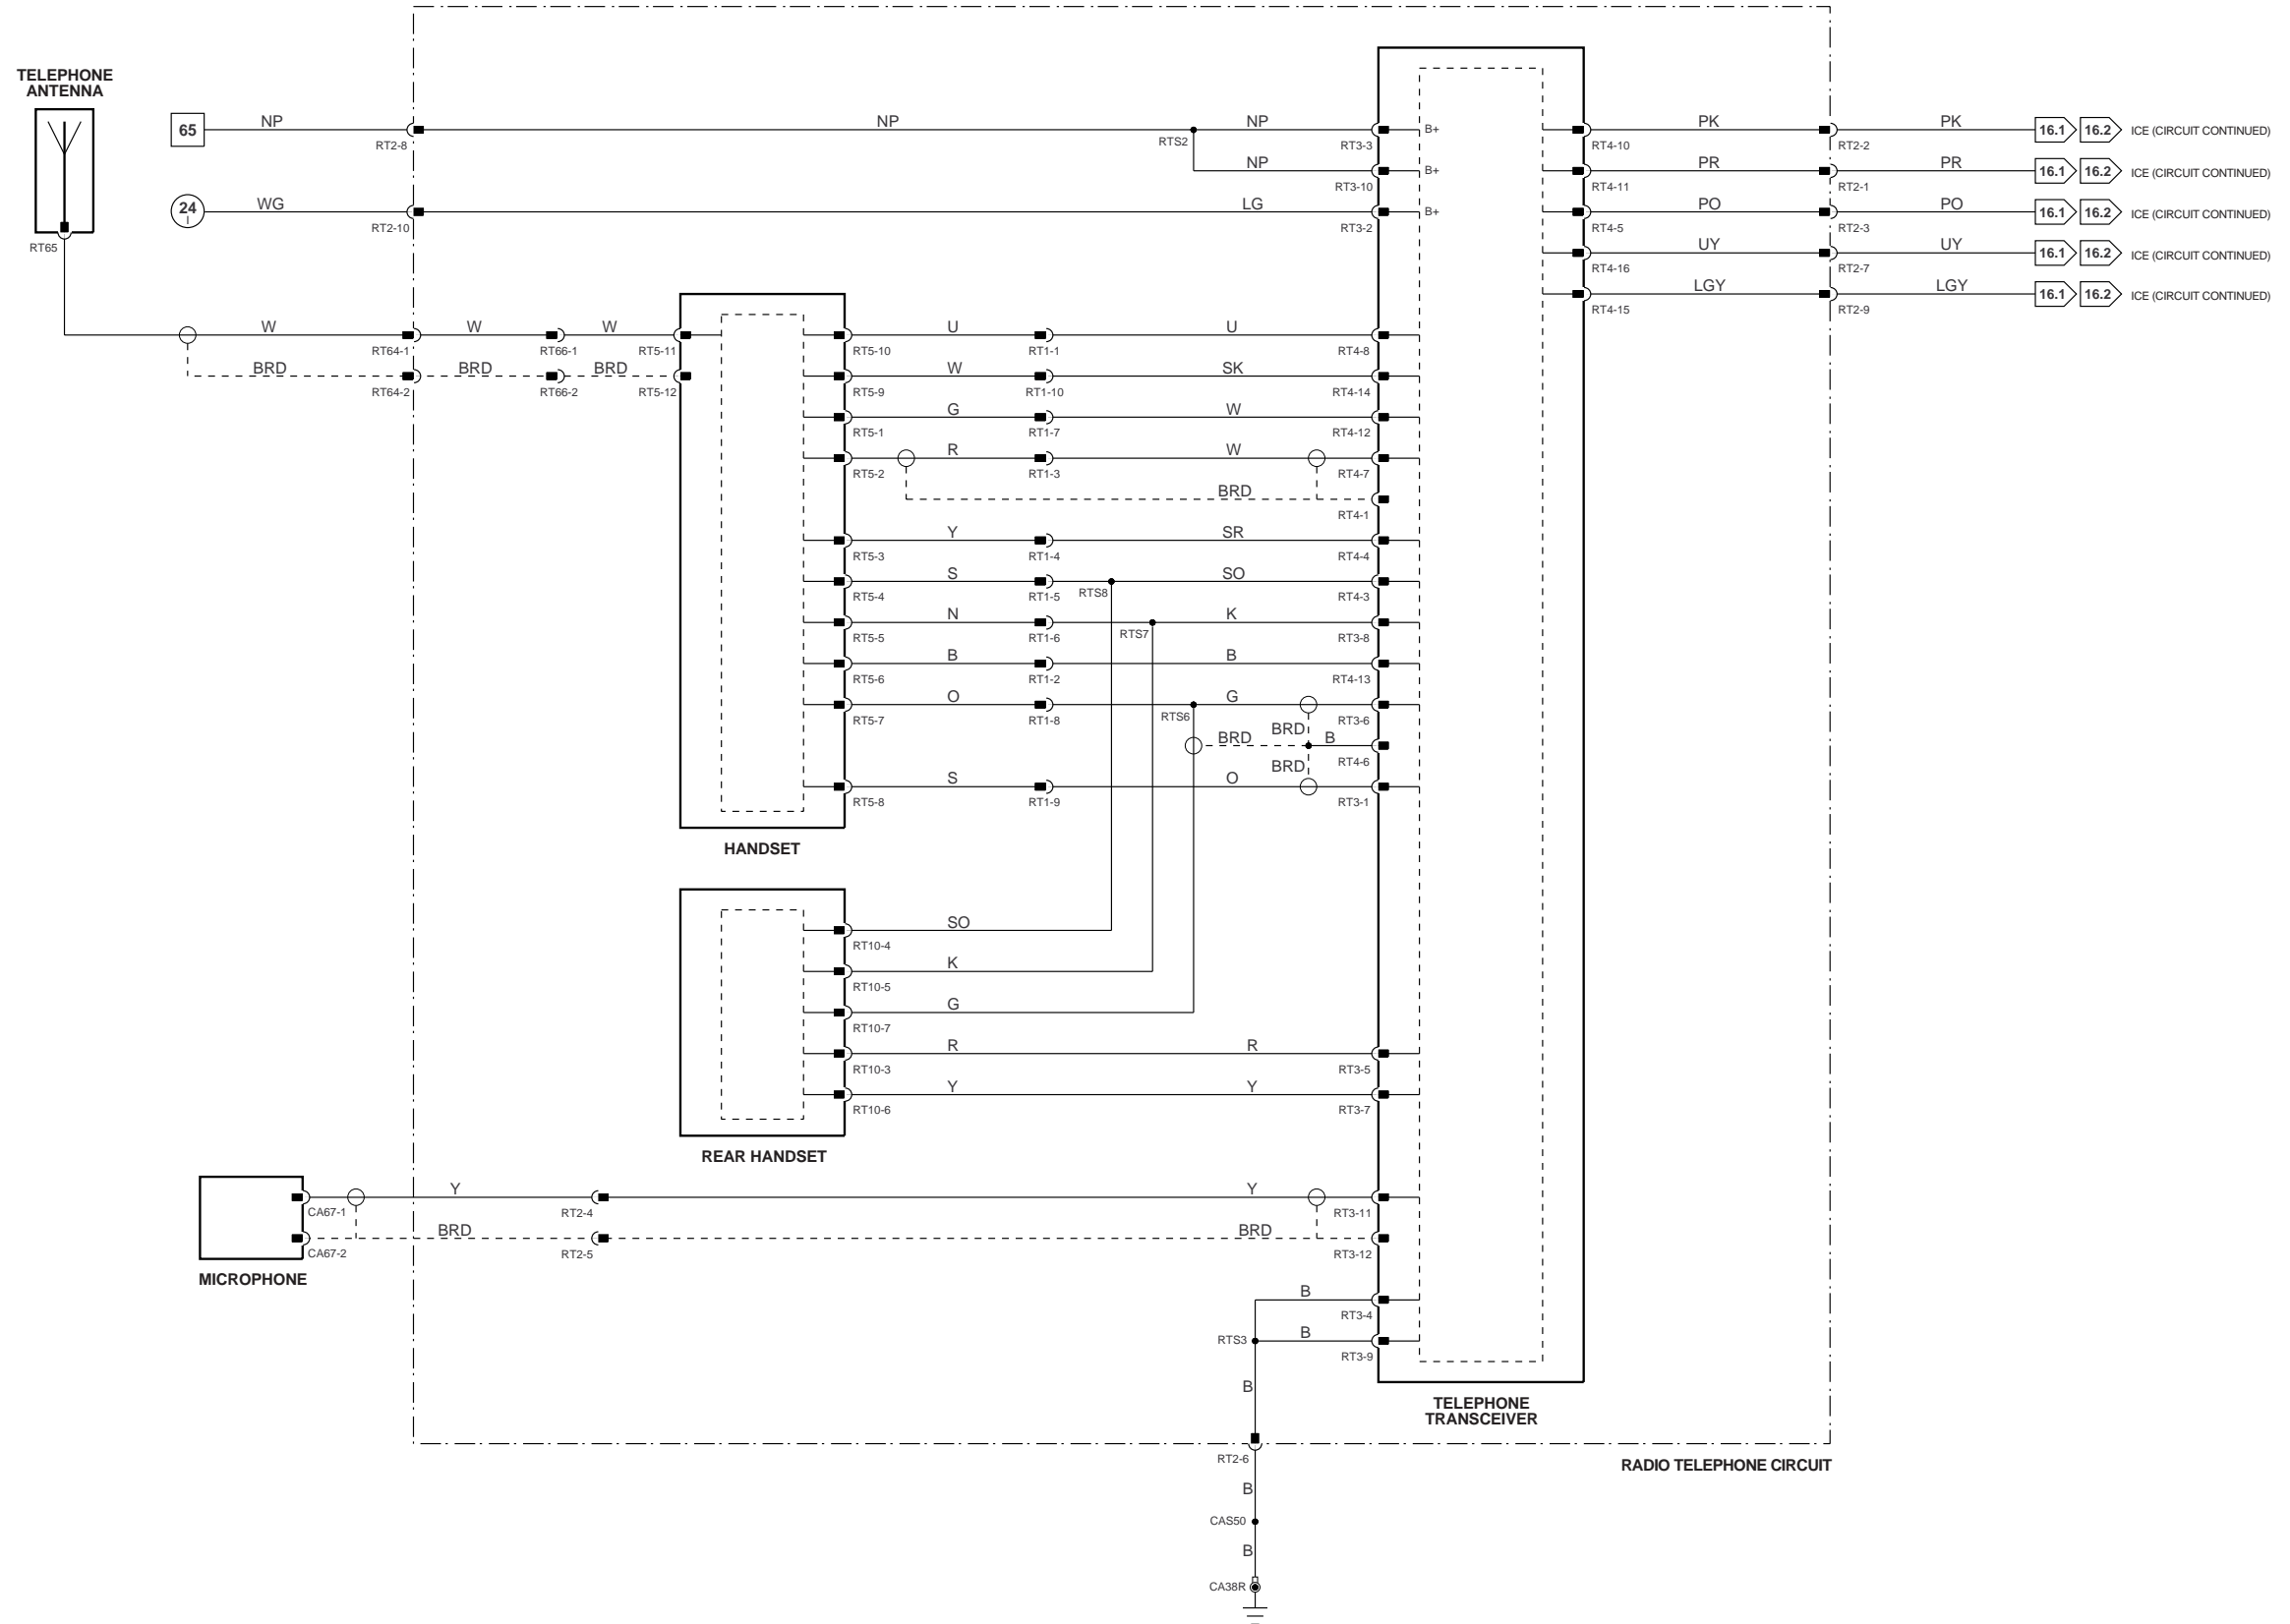 TELEPHONE
ANTENNA
65 NP NP NP B+ PK PK 16.1 16.2 ICE (CIRCUIT CONTINUED)
RT2-8 RTS2 RT3-3 RT4-10 RT2-2
NP B+ PR PR 16.1 16.2 ICE (CIRCUIT CONTINUED)
RT3-10 RT4-11 RT2-1
24 I WG LG B+ PO PO 16.1 16.2 ICE (CIRCUIT CONTINUED)
RT2-10 RT3-2 RT4-5 RT2-3
RT65 UY UY 16.1 16.2 ICE (CIRCUIT CONTINUED)
RT4-16 RT2-7
LGY LGY 16.1 16.2 ICE (CIRCUIT CONTINUED)
RT4-15 RT2-9
W W W U U
RT64-1 RT66-1 RT5-11 RT5-10 RT1-1 RT4-8
BRD BRD BRD W SK
RT64-2 RT66-2 RT5-12 RT5-9 RT1-10 RT4-14
G W
RT5-1 RT1-7 RT4-12
R W
RT5-2 RT1-3 RT4-7
BRD
RT4-1
Y SR
RT5-3 RT1-4 RT4-4
S SO
RT5-4 RT1-5 RTS8 RT4-3
N K
RT5-5 RT1-6 RTS7 RT3-8
B B
RT5-6 RT1-2 RT4-13
O G
RT5-7 RT1-8 RTS6 RT3-6
BRD BRD B
RT4-6
BRD
S O
RT5-8 RT1-9 RT3-1
HANDSET
SO
RT10-4
K
RT10-5
G
RT10-7
R R
RT10-3 RT3-5
Y Y
RT10-6 RT3-7
REAR HANDSET
Y Y
CA67-1 RT2-4 RT3-11
BRD BRD
CA67-2 RT2-5 RT3-12
MICROPHONE
B
RT3-4
RTS3 B
RT3-9
B
TELEPHONE
TRANSCEIVER
RT2-6
RADIO TELEPHONE CIRCUIT
B
CAS50
B
CA38R